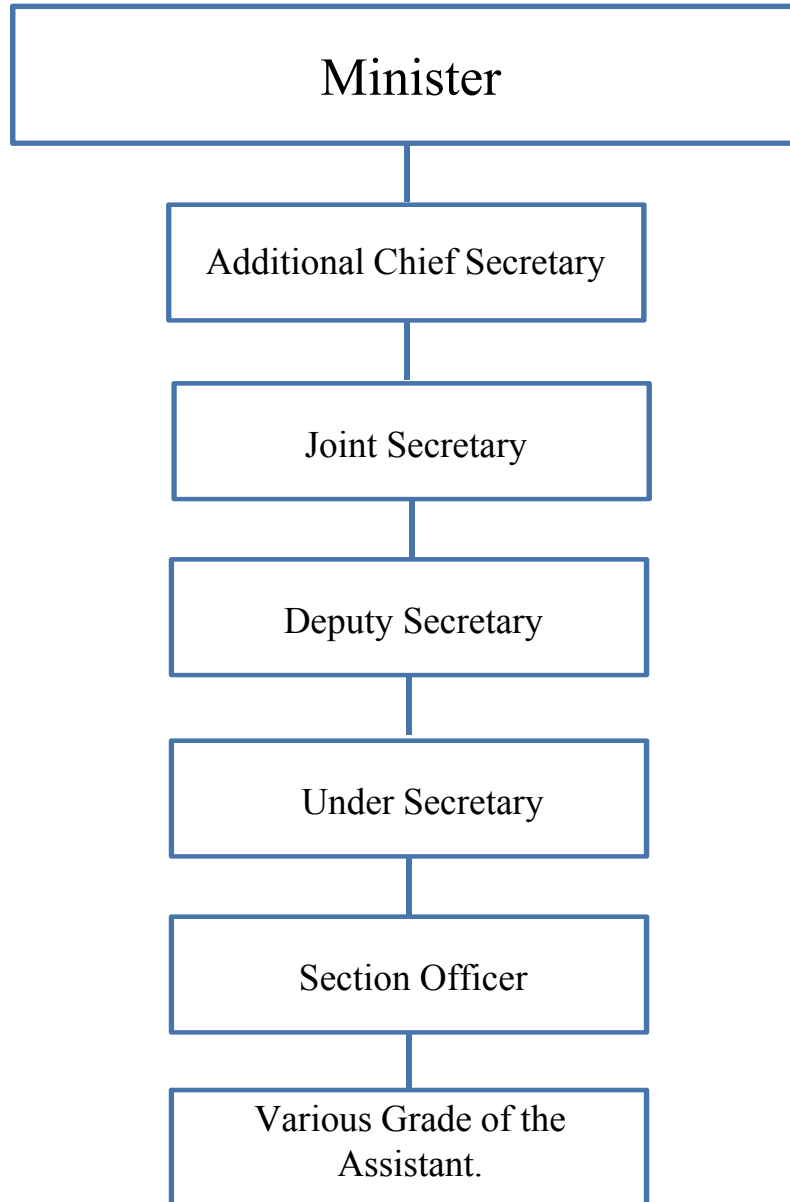 Minister
Additional Chief Secretary
Joint Secretary
Deputy Secretary
Under Secretary
Section Officer
Various Grade of the
Assistant.